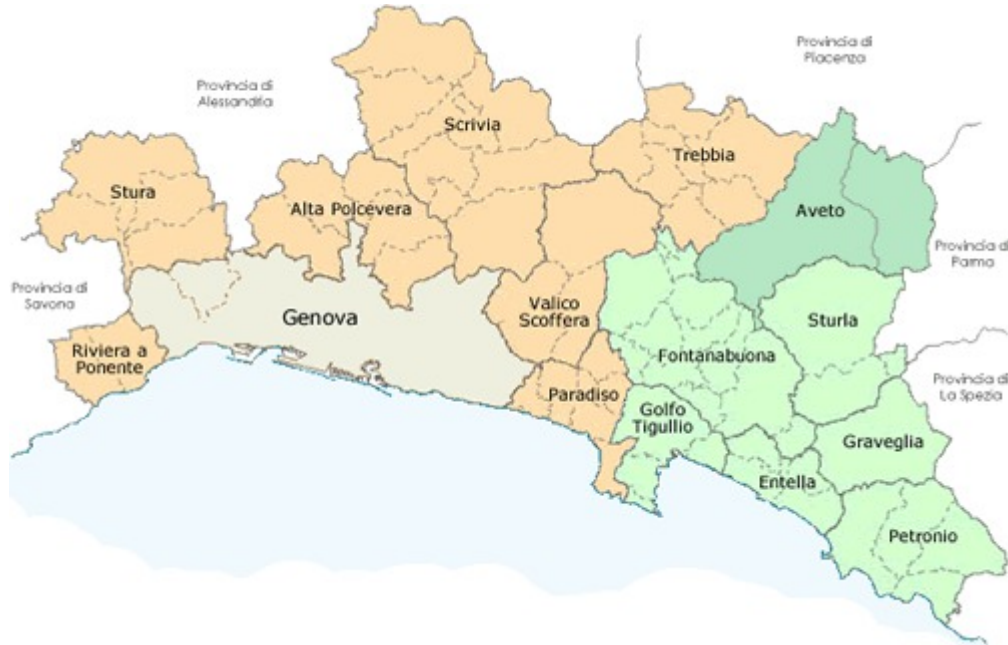 Provincia di
Piacenza
Provincia di
Alessandria
Scrivia
Trebbia
Stura
Alta Polcevera
Aveto
Provincia di
Parma
Provincia di
Savona
Genova
Valico
Scoffera
Sturla
Riviera a
Ponente
Fontanabuona
Paradiso
Golfo
Tigullio
Provincia di
La Spezia
Graveglia
Entella
Petronio